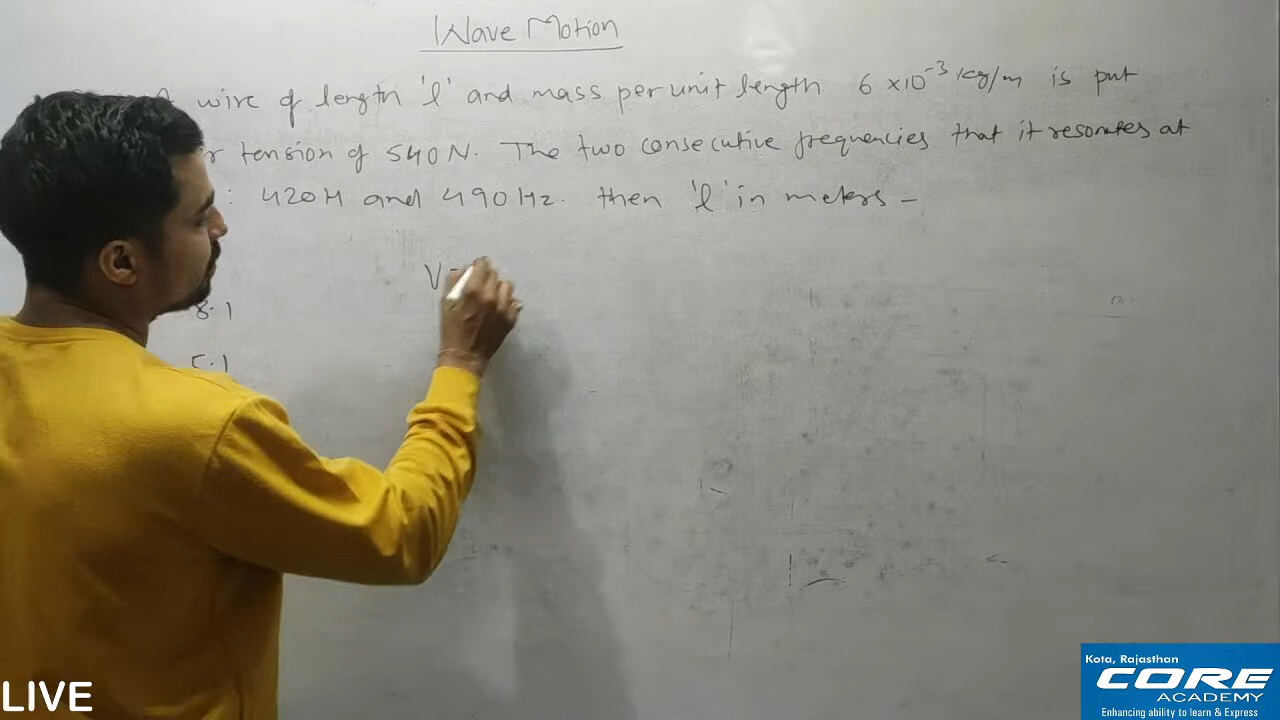 Wave Motion
wire of length 'l' and mass per unit length 6 ×10⁻³ kg/m is put
r tension of 540 N. The two consecutive frequencies that it resonates at
: 420H and 490Hz. then 'l' in meters –
V =
8.1
5.1
LIVE
Kota, Rajasthan
CORE
ACADEMY
Enhancing ability to learn & Express